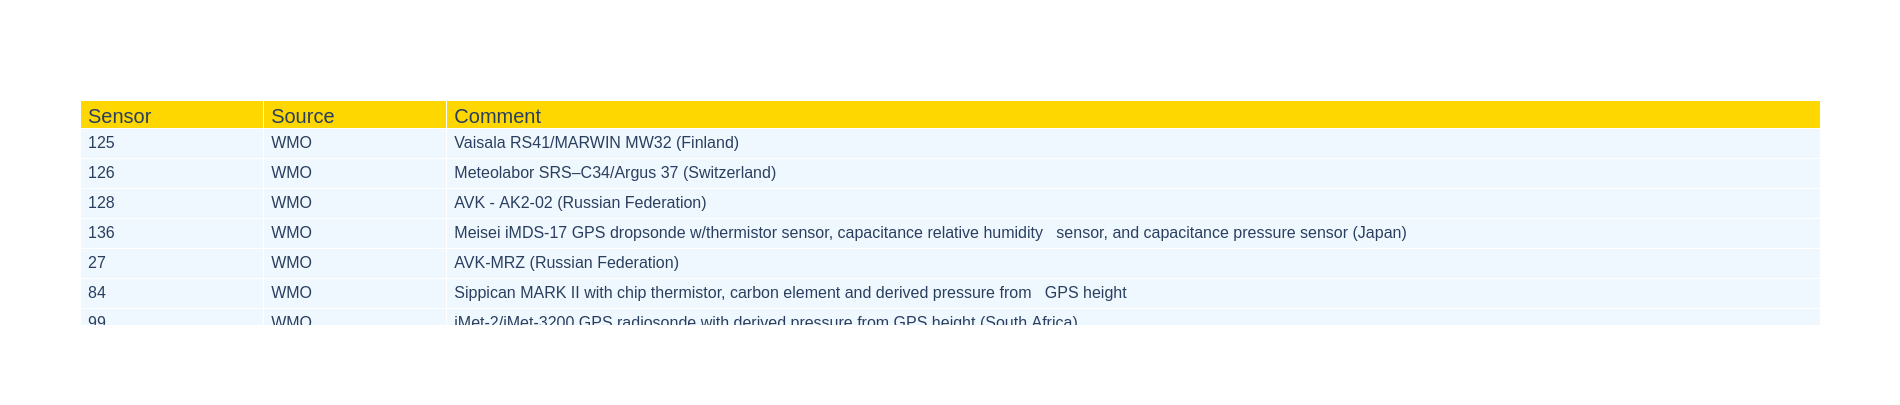 Sensor Source Comment
125 WMO Vaisala RS41/MARWIN MW32 (Finland)
126 WMO Meteolabor SRS–C34/Argus 37 (Switzerland)
128 WMO AVK - AK2-02 (Russian Federation)
136 WMO Meisei iMDS-17 GPS dropsonde w/thermistor sensor, capacitance relative humidity   sensor, and capacitance pressure sensor (Japan)
27 WMO AVK-MRZ (Russian Federation)
84 WMO Sippican MARK II with chip thermistor, carbon element and derived pressure from   GPS height
99 WMO iMet-2/iMet-3200 GPS radiosonde with derived pressure from GPS height (South Africa)